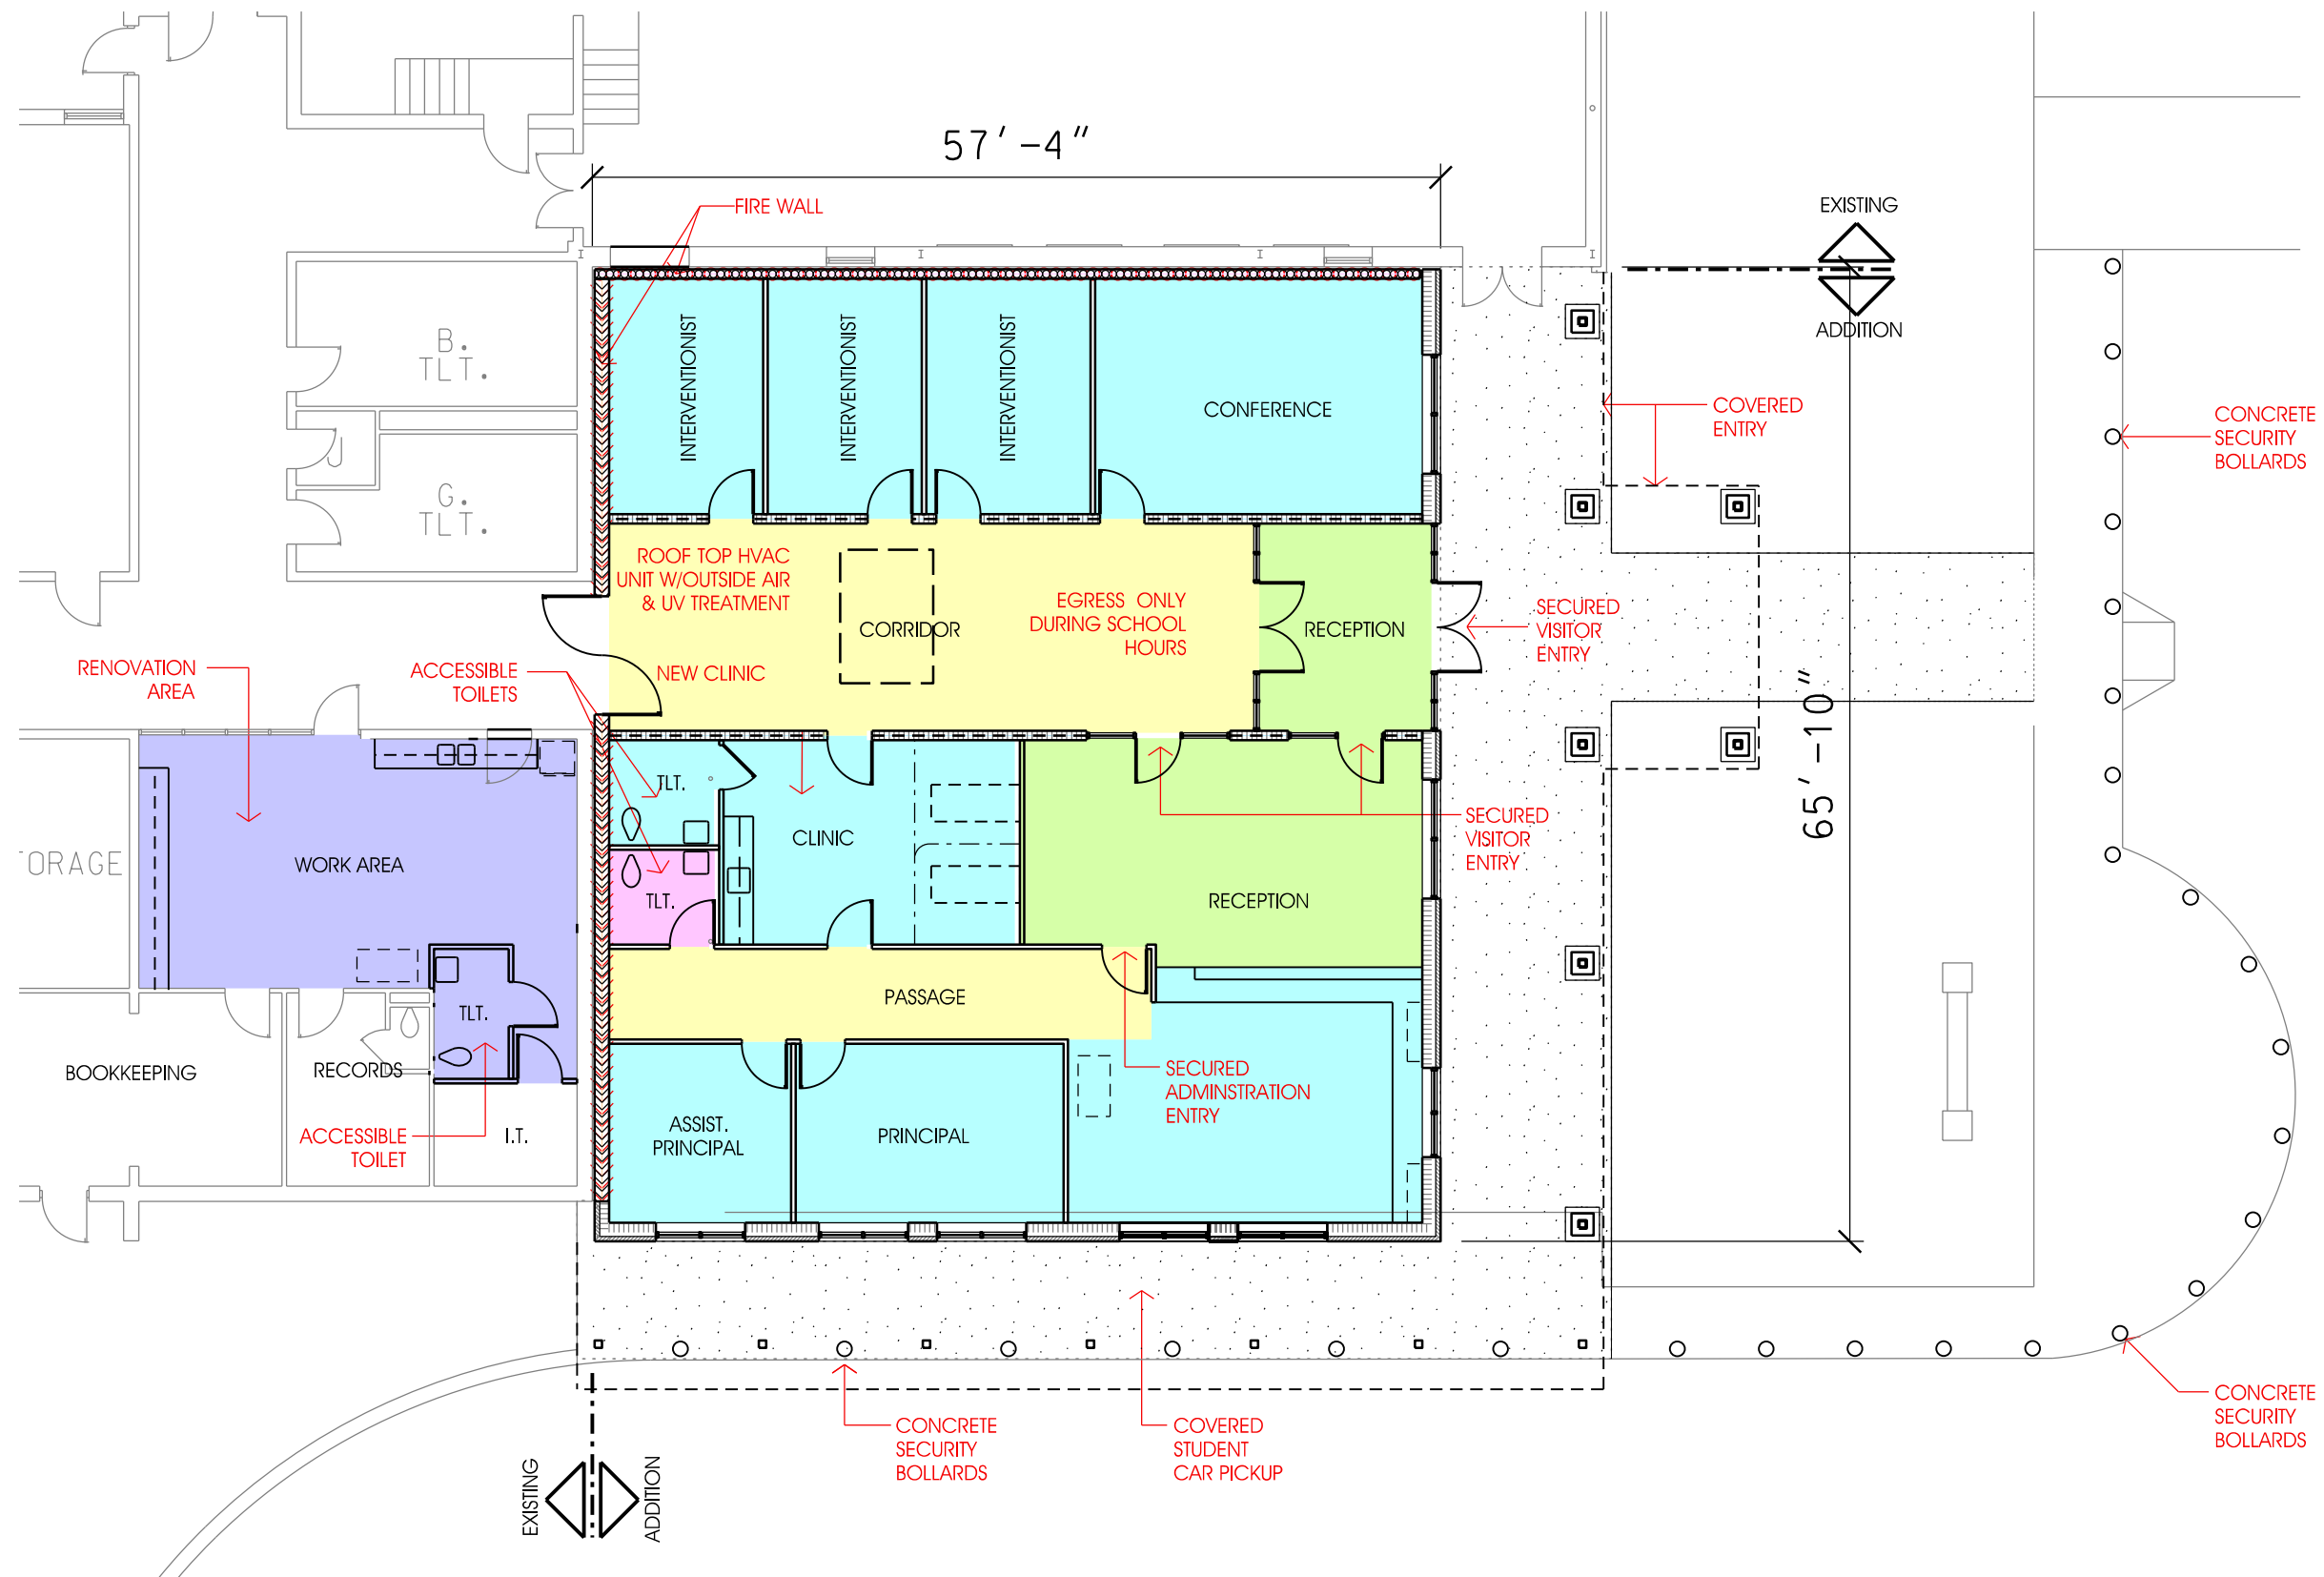 57'-4"
FIRE WALL
EXISTING
ADDITION
B.
TLT.
J
G.
TLT.
INTERVENTIONIST
INTERVENTIONIST
INTERVENTIONIST
CONFERENCE
COVERED
ENTRY
CONCRETE
SECURITY
BOLLARDS
ROOF TOP HVAC
UNIT W/OUTSIDE AIR
& UV TREATMENT
CORRIDOR
EGRESS ONLY
DURING SCHOOL
HOURS
RECEPTION
SECURED
VISITOR
ENTRY
NEW CLINIC
RENOVATION
AREA
ACCESSIBLE
TOILETS
65'-10"
TLT.
CLINIC
SECURED
VISITOR
ENTRY
TORAGE
WORK AREA
TLT.
RECEPTION
PASSAGE
TLT.
BOOKKEEPING
RECORDS
SECURED
ADMINSTRATION
ENTRY
ACCESSIBLE
TOILET
I.T.
ASSIST.
PRINCIPAL
PRINCIPAL
CONCRETE
SECURITY
BOLLARDS
COVERED
STUDENT
CAR PICKUP
CONCRETE
SECURITY
BOLLARDS
EXISTING
ADDITION